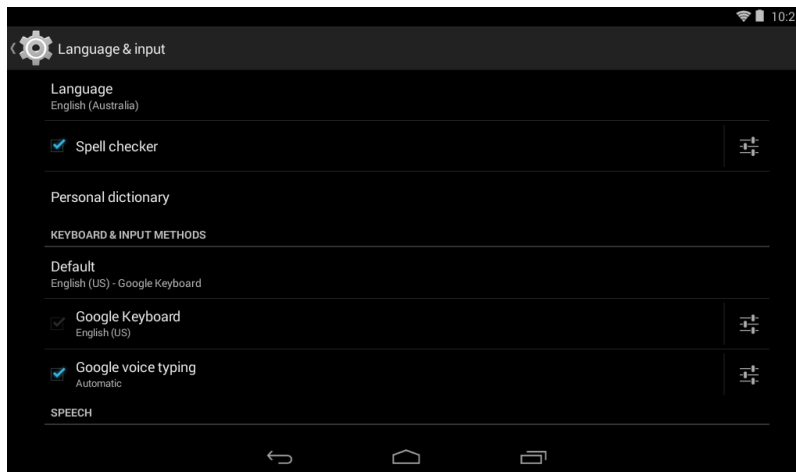 10:2
Language & input
Language
English (Australia)
Spell checker
Personal dictionary
KEYBOARD & INPUT METHODS
Default
English (US) - Google Keyboard
Google Keyboard
English (US)
Google voice typing
Automatic
SPEECH